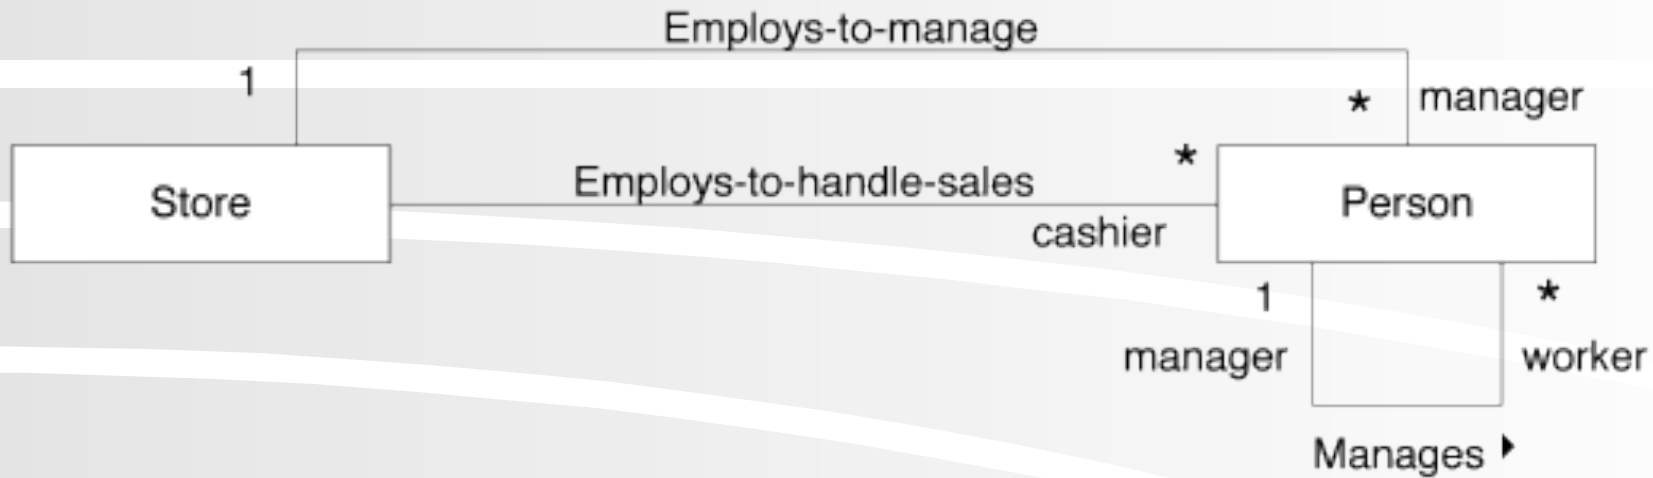 Employs-to-manage
1
* manager
*
Store
Employs-to-handle-sales
Person
cashier
1
*
manager
worker
Manages